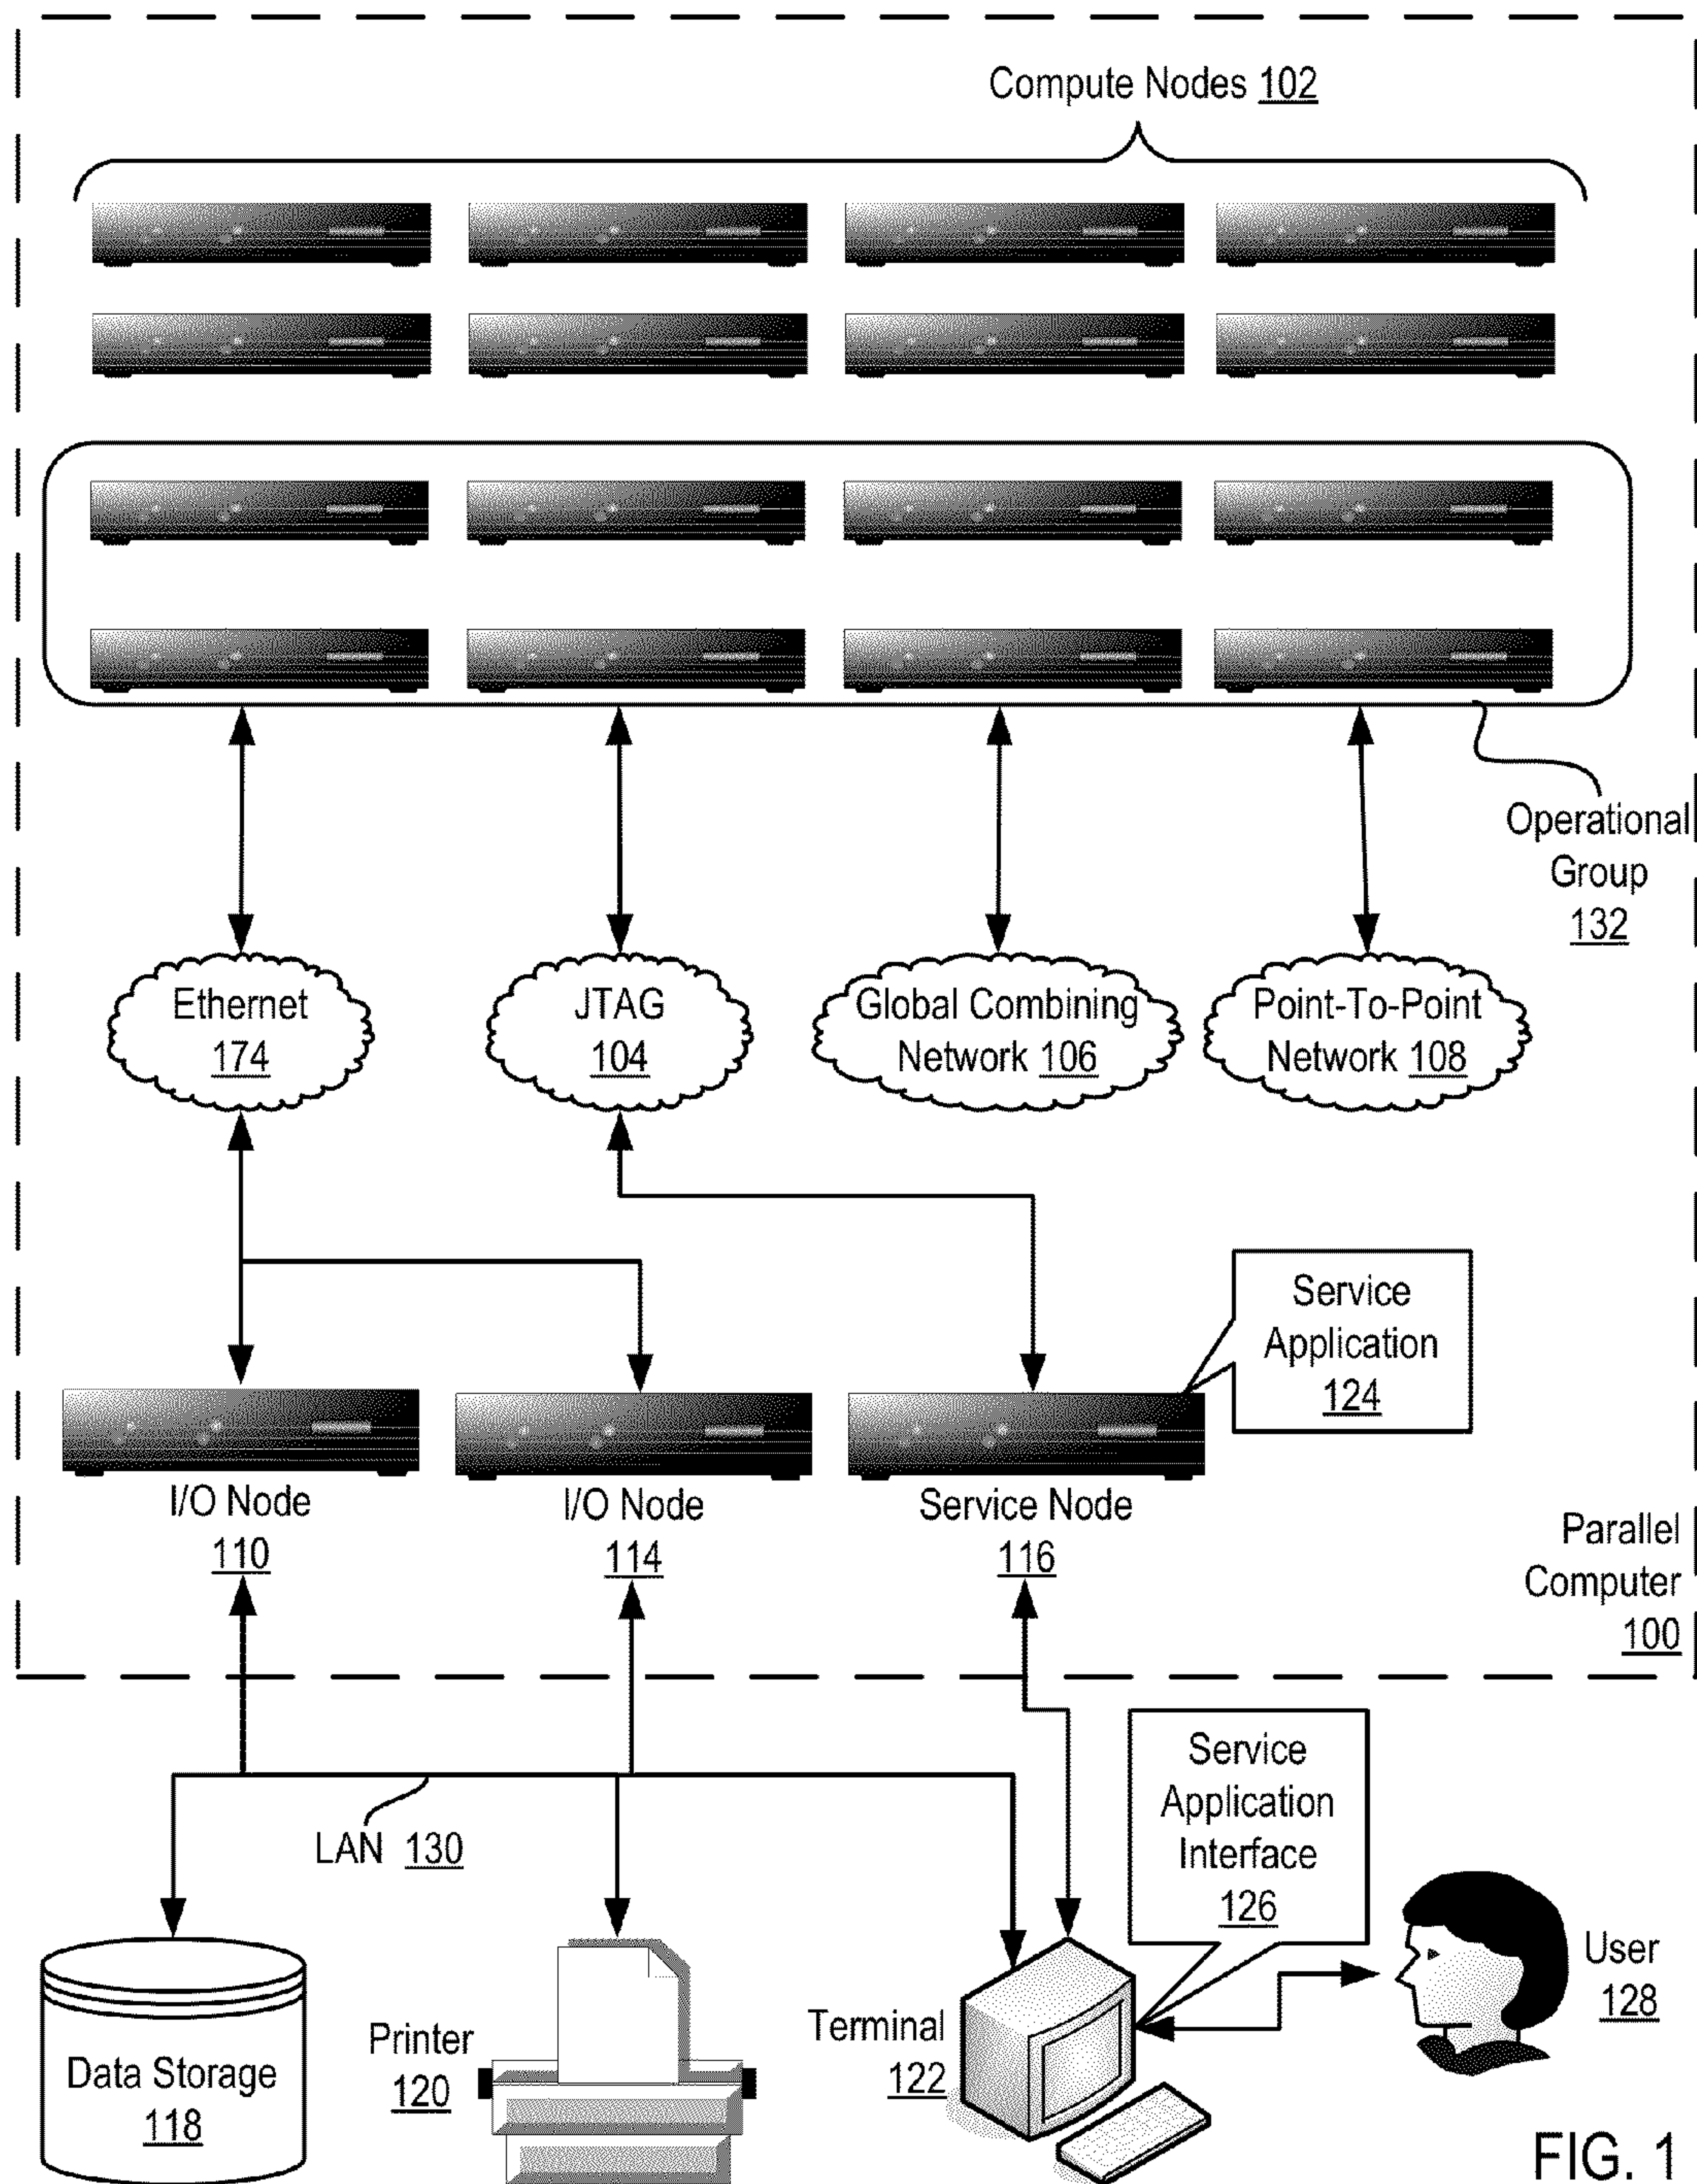 Compute Nodes 102
Operational
Group
132
Ethernet
174
JTAG
104
Global Combining
Network 106
Point-To-Point
Network 108
Service
Application
124
I/O Node
110
I/O Node
114
Service Node
116
Parallel
Computer
100
LAN 130
Service
Application
Interface
126
Data Storage
118
Printer
120
Terminal
122
User
128
FIG. 1